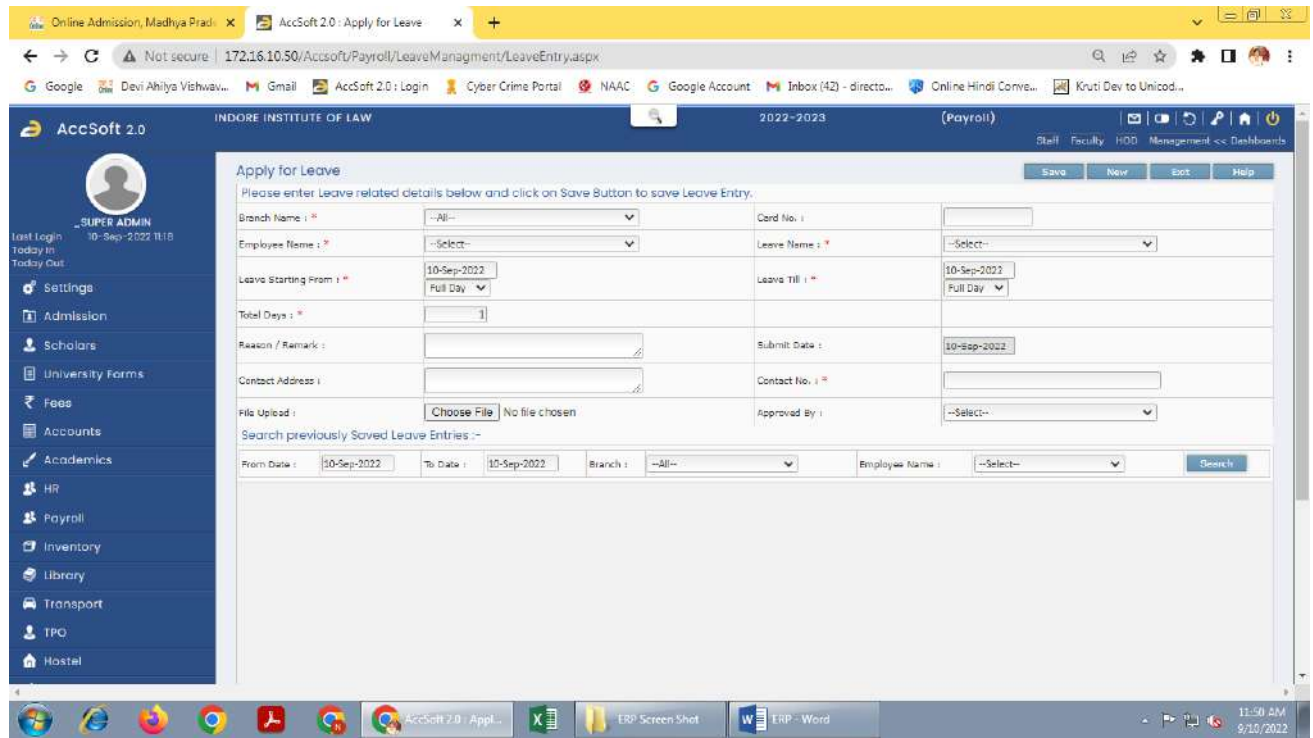 Online Admission, Madhya Prad
AccSoft 2.0 : Apply for Leave
Not secure | 172.16.10.50/Accsoft/Payroll/LeaveManagment/LeaveEntry.aspx
Google Devi Ahilya Vishwav... Gmail AccSoft 2.0 : Login Cyber Crime Portal NAAC Google Account Inbox (42) - directo... Online Hindi Conve... Kruti Dev to Unicod...
AccSoft 2.0
INDORE INSTITUTE OF LAW 2022-2023 (Payroll)
Staff Faculty HOD Management << Dashboards
_SUPER ADMIN
Last Login 10-Sep-2022 11:18
Today In
Today Out
Settings
Admission
Scholars
University Forms
Fees
Accounts
Academics
HR
Payroll
Inventory
Library
Transport
TPO
Hostel
Apply for Leave Save New Exit Help
Please enter Leave related details below and click on Save Button to save Leave Entry.
Branch Name : * --All-- Card No. :
Employee Name : * --Select-- Leave Name : * --Select--
Leave Starting From : * 10-Sep-2022 Leave Till : * 10-Sep-2022
Full Day Full Day
Total Days : * 1
Reason / Remark : Submit Date : 10-Sep-2022
Contact Address : Contact No. : *
File Upload : Choose File No file chosen Approved By : --Select--
Search previously Saved Leave Entries :-
From Date : 10-Sep-2022 To Date : 10-Sep-2022 Branch : --All-- Employee Name : --Select-- Search
AccSoft 2.0 : Appl... ERP Screen Shot ERP - Word
11:50 AM
9/10/2022